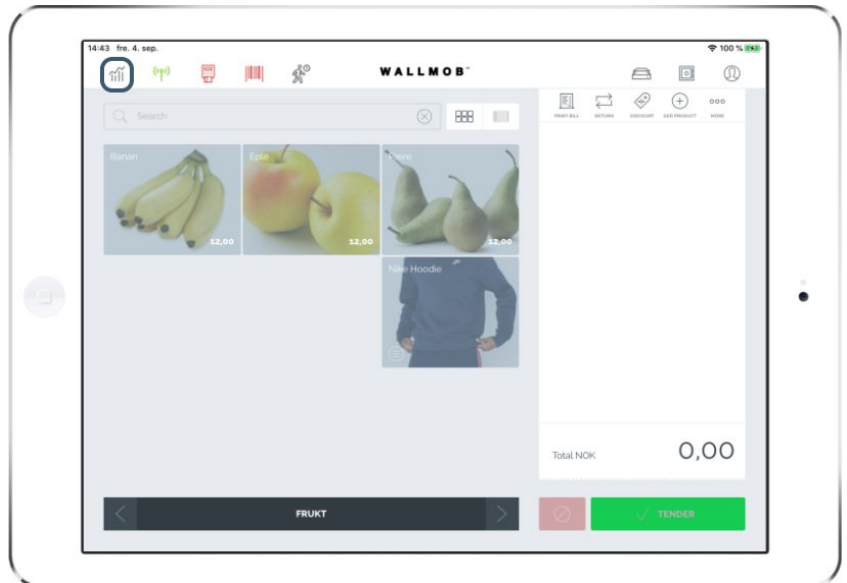 14:43 fre. 4. sep.
100 %
WALLMOB
Search
PRINT BILL RETURN DISCOUNT ADD PRODUCT MORE
Banan
12,00
Eple
12,00
12,00
Nike Hoodie
Total NOK 0,00
FRUKT
TENDER